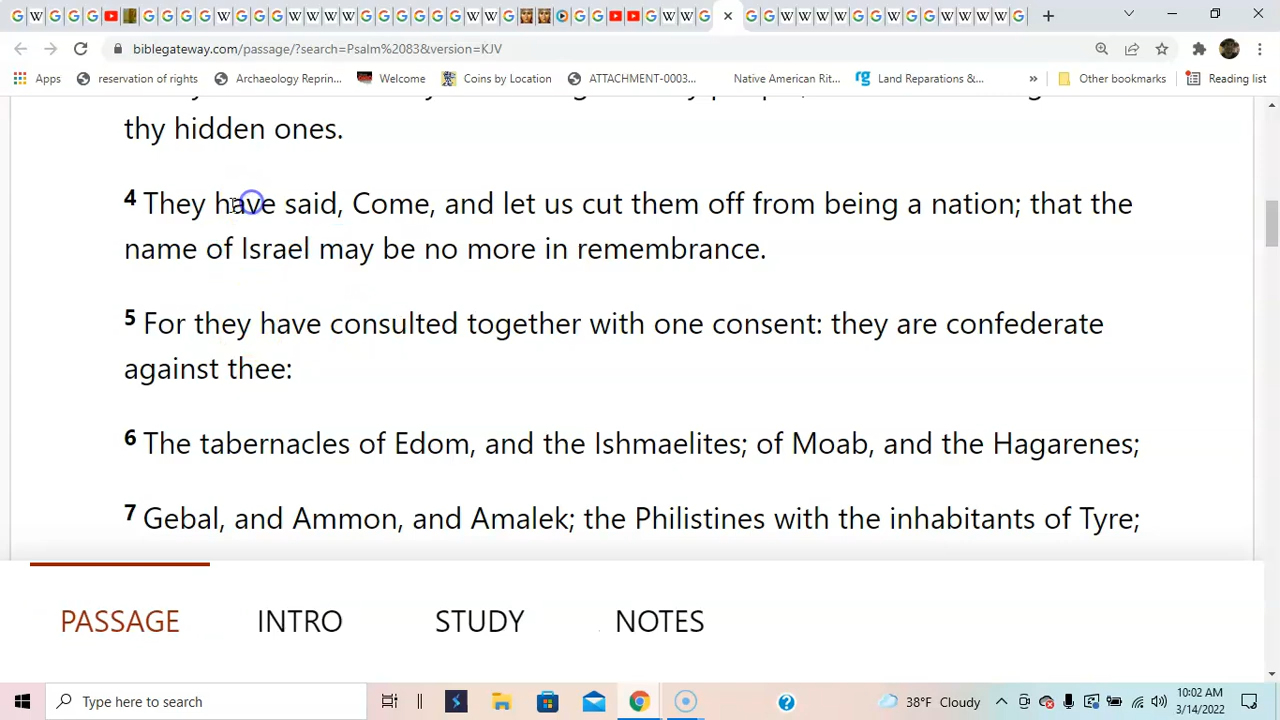 biblegateway.com/passage/?search=Psalm%2083&version=KJV
Apps reservation of rights Archaeology Reprin... Welcome Coins by Location ATTACHMENT-0003... Native American Rit... Land Reparations &... » Other bookmarks Reading list
thy hidden ones.
4 They have said, Come, and let us cut them off from being a nation; that the
name of Israel may be no more in remembrance.
5 For they have consulted together with one consent: they are confederate
against thee:
6 The tabernacles of Edom, and the Ishmaelites; of Moab, and the Hagarenes;
7 Gebal, and Ammon, and Amalek; the Philistines with the inhabitants of Tyre;
PASSAGE INTRO STUDY NOTES
Type here to search 38°F Cloudy 10:02 AM
3/14/2022